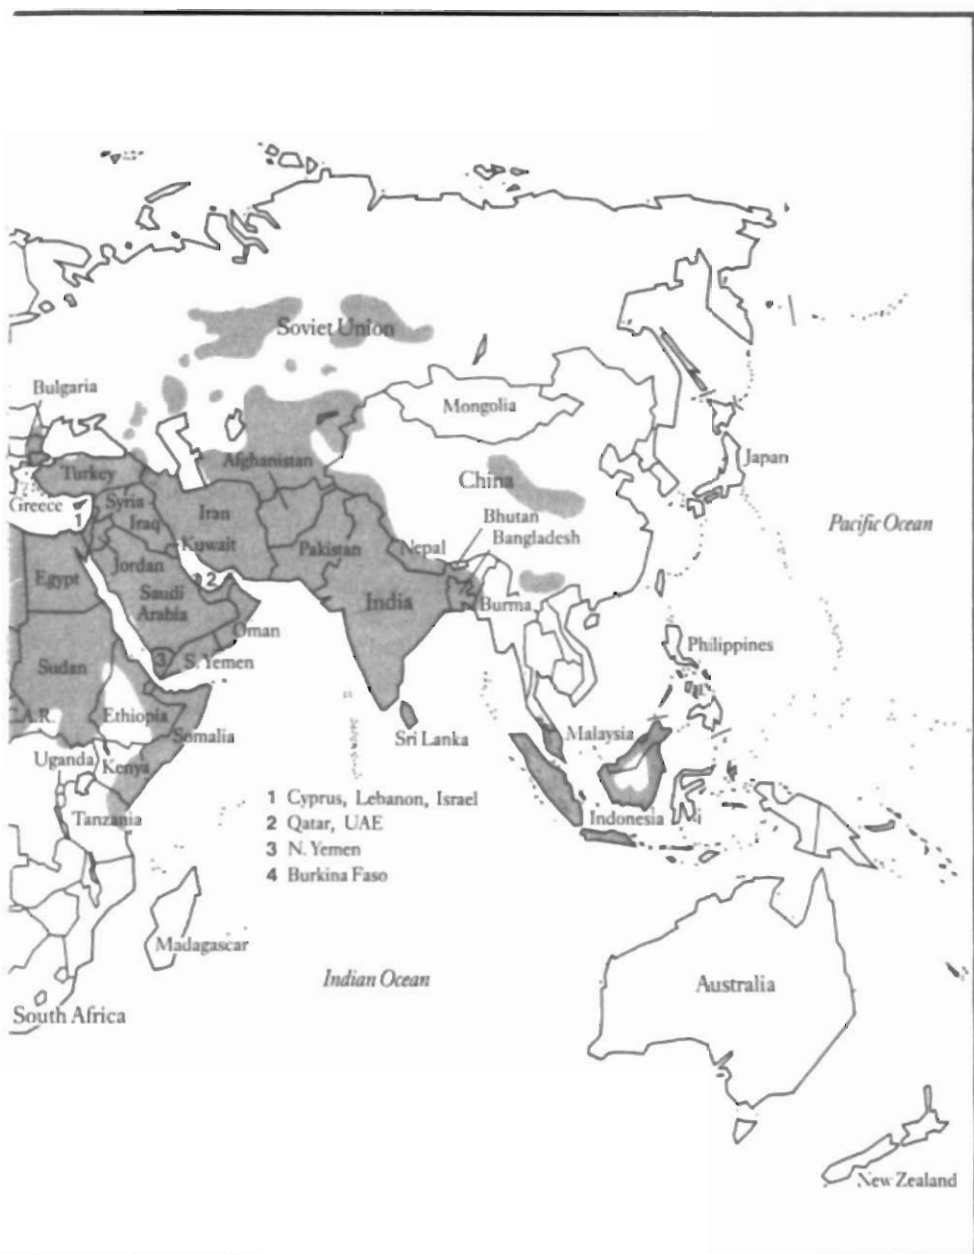 Soviet Union
Bulgaria
Mongolia
Japan
Turkey
Afghanistan
China
Greece
1
Syria
Iraq
Iran
Bhutan
Pacific Ocean
Kuwait
Pakistan
Nepal
Bangladesh
Jordan
Egypt
2
Saudi
Arabia
India
Burma
Oman
Philippines
3
S. Yemen
Sudan
C.A.R.
Ethiopia
Somalia
Sri Lanka
Malaysia
Uganda
Kenya
Tanzania
Indonesia
1 Cyprus, Lebanon, Israel
2 Qatar, UAE
3 N. Yemen
4 Burkina Faso
Madagascar
Indian Ocean
Australia
South Africa
New Zealand